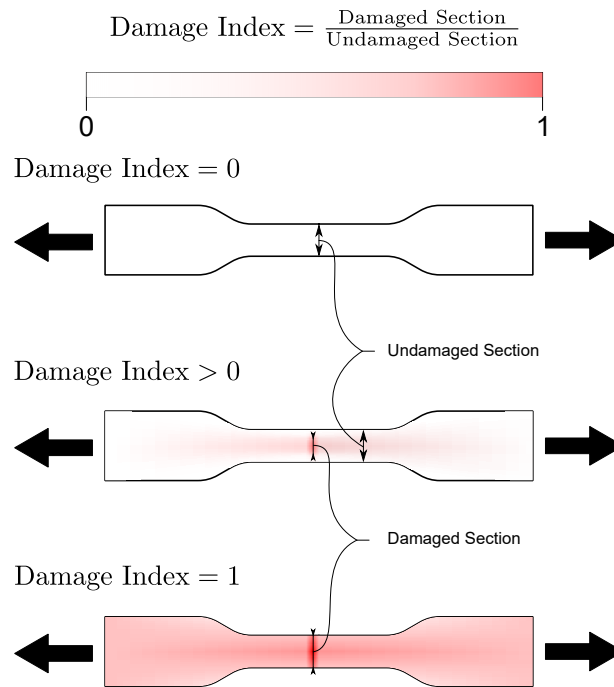 Damage Index = Damaged Section / Undamaged Section
0 1
Damage Index = 0
Undamaged Section
Damage Index > 0
Damaged Section
Damage Index = 1